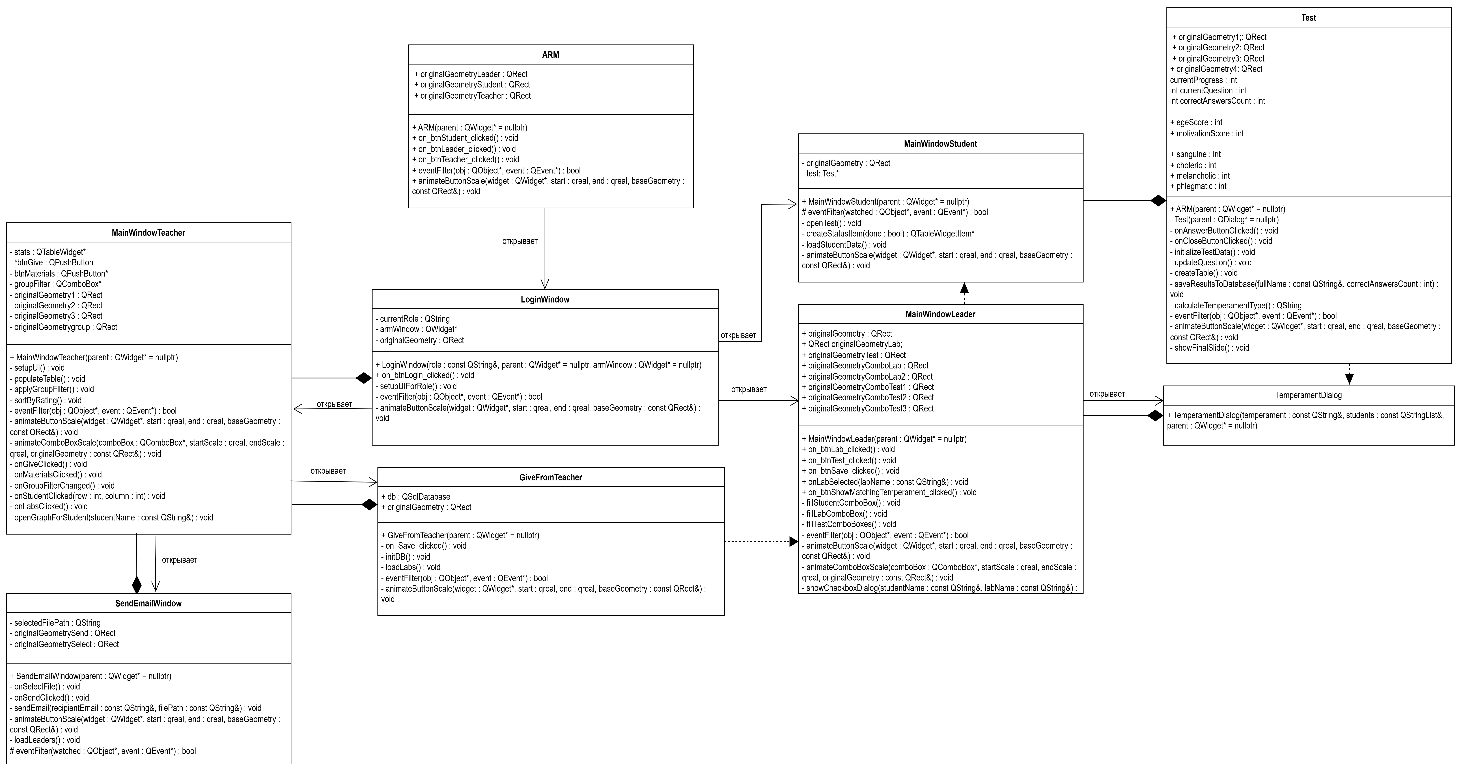 ARM
+ originalGeometryLeader : QRect
+ originalGeometryStudent : QRect
+ originalGeometryTeacher : QRect
+ ARM(parent : QWidget* = nullptr)
+ on_btnStudent_clicked() : void
+ on_btnLeader_clicked() : void
+ on_btnTeacher_clicked() : void
+ eventFilter(obj : QObject*, event : QEvent*) : bool
+ animateButtonScale(widget : QWidget*, start : qreal, end : qreal, baseGeometry :
const QRect&) : void
открывает
MainWindowTeacher
- stats : QTableWidget*
*btnGive : QPushButton
- btnMaterials : QPushButton*
- groupFilter : QComboBox*
- originalGeometry1 : QRect
- originalGeometry2 : QRect
- originalGeometry3 : QRect
- originalGeometrygroup : QRect
+ MainWindowTeacher(parent : QWidget* = nullptr)
- setupUI() : void
- populateTable() : void
- applyGroupFilter() : void
- sortByRating() : void
- eventFilter(obj : QObject*, event : QEvent*) : bool
- animateButtonScale(widget : QWidget*, start : qreal, end : qreal, baseGeometry :
const QRect&) : void
- animateComboBoxScale(comboBox : QComboBox*, startScale : qreal, endScale :
qreal, originalGeometry : const QRect&) : void
- onGiveClicked() : void
- onMaterialsClicked() : void
- onGroupFilterChanged() : void
- onStudentClicked(row : int, column : int) : void
- onLabsClicked() : void
- openGraphForStudent(studentName : const QString&) : void
LoginWindow
- currentRole : QString
- armWindow : QWidget*
- originalGeometry : QRect
+ LoginWindow(role : const QString&, parent : QWidget* = nullptr, armWindow : QWidget* = nullptr)
+ on_btnLogin_clicked() : void
- setupUIForRole() : void
- eventFilter(obj : QObject*, event : QEvent*) : bool
- animateButtonScale(widget : QWidget*, start : qreal, end : qreal, baseGeometry : const QRect&) :
void
открывает
открывает
открывает
открывает
GiveFromTeacher
+ db : QSqlDatabase
+ originalGeometry : QRect
+ GiveFromTeacher(parent : QWidget* = nullptr)
- on_Save_clicked() : void
- initDB() : void
- loadLabs() : void
- eventFilter(obj : QObject*, event : QEvent*) : bool
- animateButtonScale(widget : QWidget*, start : qreal, end : qreal, baseGeometry : const QRect&) :
void
открывает
SendEmailWindow
- selectedFilePath : QString
- originalGeometrySend : QRect
- originalGeometrySelect : QRect
+ SendEmailWindow(parent : QWidget* = nullptr)
- onSelectFile() : void
- onSendClicked() : void
- sendEmail(recipientEmail : const QString&, filePath : const QString&) : void
- animateButtonScale(widget : QWidget*, start : qreal, end : qreal, baseGeometry :
const QRect&) : void
- loadLeaders() : void
# eventFilter(watched : QObject*, event : QEvent*) : bool
MainWindowStudent
- originalGeometry : QRect
test: Test*
+ MainWindowStudent(parent : QWidget* = nullptr)
# eventFilter(watched : QObject*, event : QEvent*) : bool
- openTest() : void
- createStatusItem(done : bool) : QTableWidgetItem*
- loadStudentData() : void
- animateButtonScale(widget : QWidget*, start : qreal, end : qreal, baseGeometry :
const QRect&) : void
MainWindowLeader
+ originalGeometry : QRect;
+ QRect originalGeometryLab;
+ originalGeometryTest : QRect
+ originalGeometryComboLab : QRect
+ originalGeometryComboLab2 : QRect
+ originalGeometryComboTest1 : QRect
+ originalGeometryComboTest2 : QRect
+ originalGeometryComboTest3 : QRect
+ MainWindowLeader(parent : QWidget* = nullptr)
+ on_btnLab_clicked() : void
+ on_btnTest_clicked() : void
+ on_btnSave_clicked() : void
+ onLabSelected(labName : const QString&) : void
+ on_btnShowMatchingTemperament_clicked() : void
- fillStudentComboBox() : void
- fillLabComboBox() : void
- fillTestComboBoxes() : void
- eventFilter(obj : QObject*, event : QEvent*) : bool
- animateButtonScale(widget : QWidget*, start : qreal, end : qreal, baseGeometry :
const QRect&) : void
- animateComboBoxScale(comboBox : QComboBox*, startScale : qreal, endScale :
qreal, originalGeometry : const QRect&) : void
- showCheckboxDialog(studentName : const QString&, labName : const QString&) :
открывает
Test
+ originalGeometry1;: QRect
+ originalGeometry2: QRect
+ originalGeometry3: QRect
+ originalGeometry4: QRect
currentProgress : int
int currentQuestion : int
int correctAnswersCount : int
+ egeScore : int
+ motivationScore : int
+ sanguine : int
+ choleric : int
+ melancholic : int
+ phlegmatic : int
+ ARM(parent : QWidget* = nullptr)
Test(parent : QDialog* = nullptr)
- onAnswerButtonClicked() : void
- onCloseButtonClicked() : void
- initializeTestData() : void
updateQuestion() : void
- createTable() : void
- saveResultsToDatabase(fullName : const QString&, correctAnswersCount : int) :
void
calculateTemperamentType() : QString
- eventFilter(obj : QObject*, event : QEvent*) : bool
- animateButtonScale(widget : QWidget*, start : qreal, end : qreal, baseGeometry :
const QRect&) : void
- showFinalSlide() : void
TemperamentDialog
+ TemperamentDialog(temperament : const QString&, students : const QStringList&,
parent : QWidget* = nullptr)